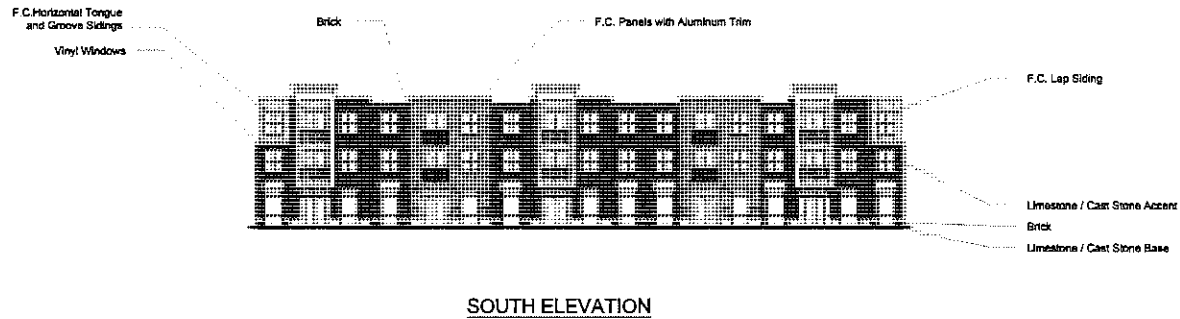 F.C.Horizontal Tongue
and Groove Sidings
Brick
F.C. Panels with Aluminum Trim
Vinyl Windows
F.C. Lap Siding
Limestone / Cast Stone Accent
Brick
Limestone / Cast Stone Base
SOUTH ELEVATION